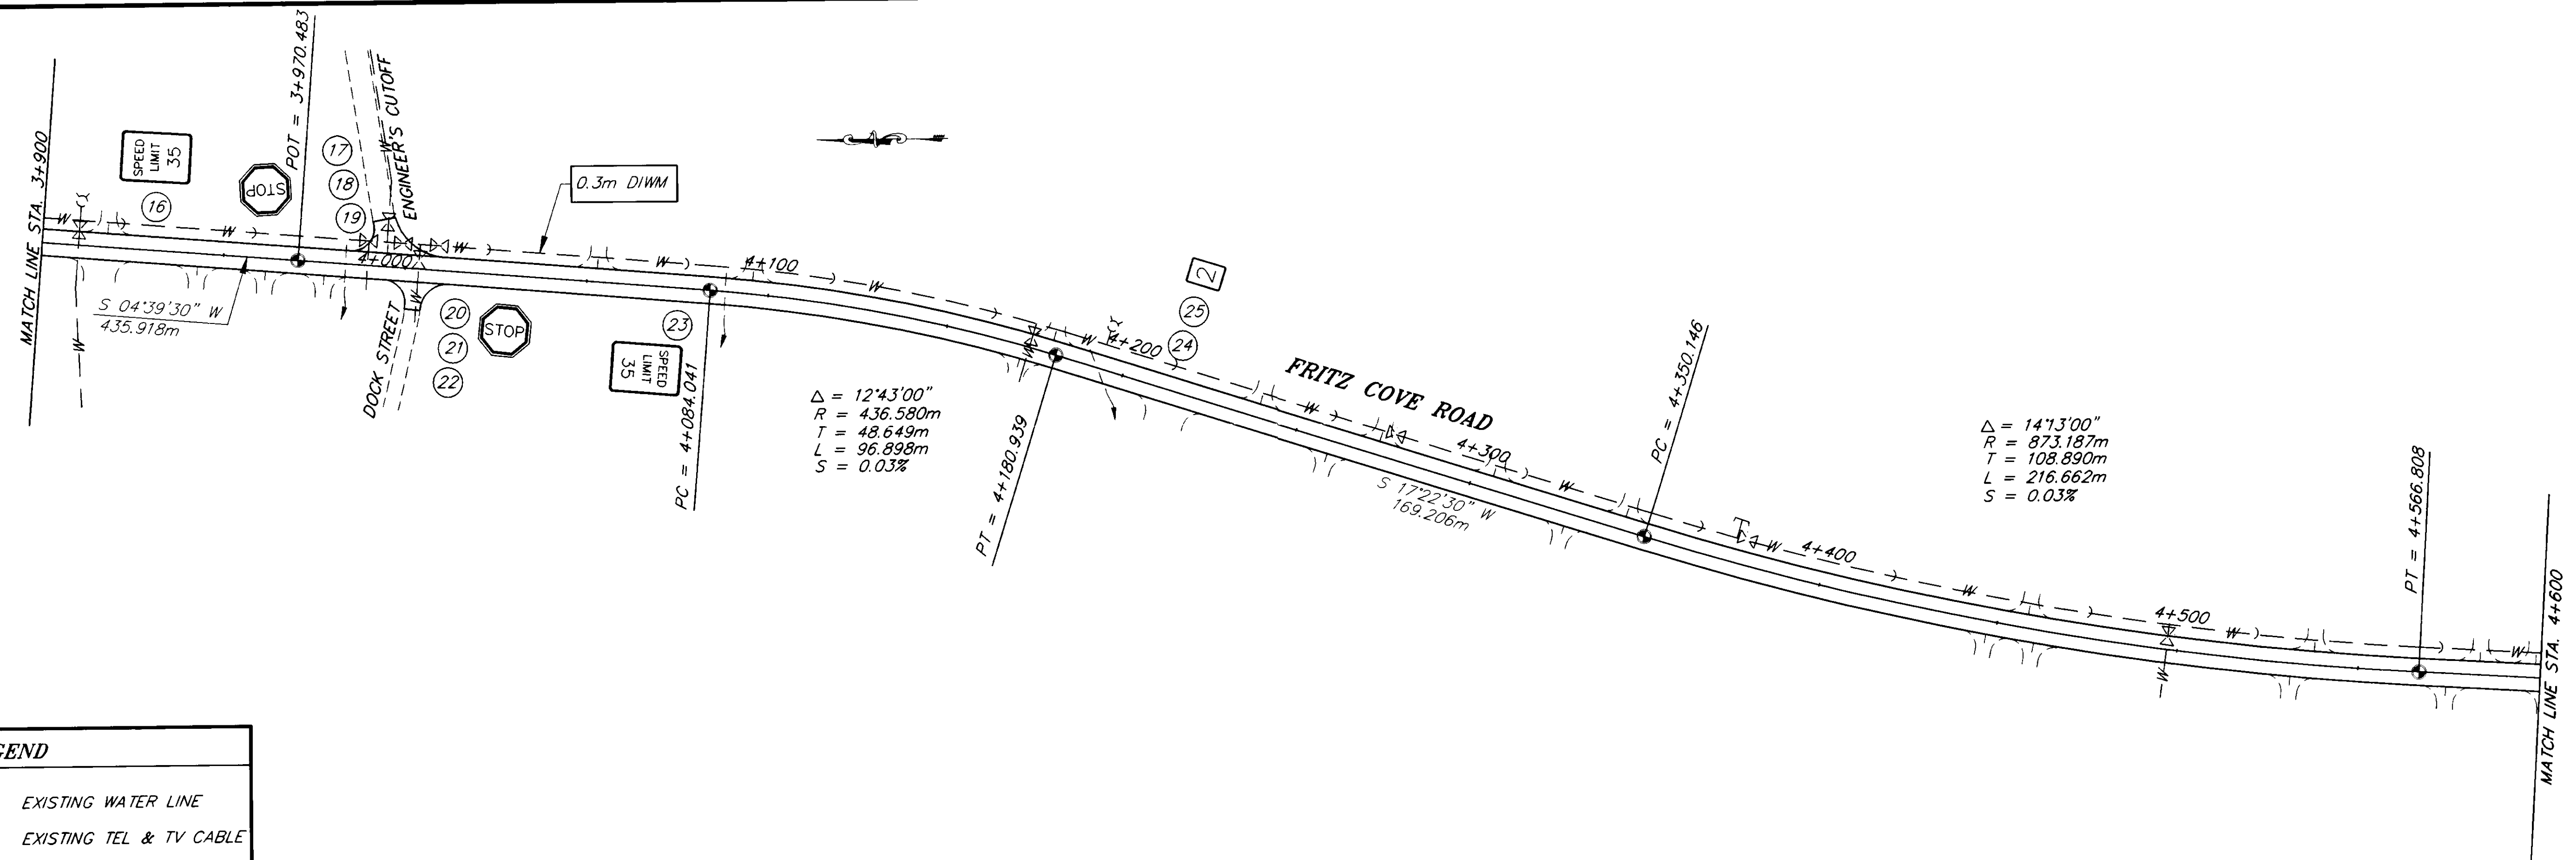 MATCH LINE STA. 3+900
SPEED
LIMIT
35
16
STOP
POT = 3+970.483
17
18
19
ENGINEER'S CUTOFF
W
0.3m DIWM
4+000
S 04°39'30" W
435.918m
DOCK STREET
20
21
22
STOP
23
SPEED
LIMIT
35
PC = 4+084.041
4+100
Δ = 12°43'00"
R = 436.580m
T = 48.649m
L = 96.898m
S = 0.03%
PT = 4+180.939
4+200
2
25
24
FRITZ COVE ROAD
4+300
S 17°22'30" W
169.206m
PC = 4+350.146
4+400
Δ = 14°13'00"
R = 873.187m
T = 108.890m
L = 216.662m
S = 0.03%
4+500
PT = 4+566.808
MATCH LINE STA. 4+600
GEND
EXISTING WATER LINE
EXISTING TEL & TV CABLE